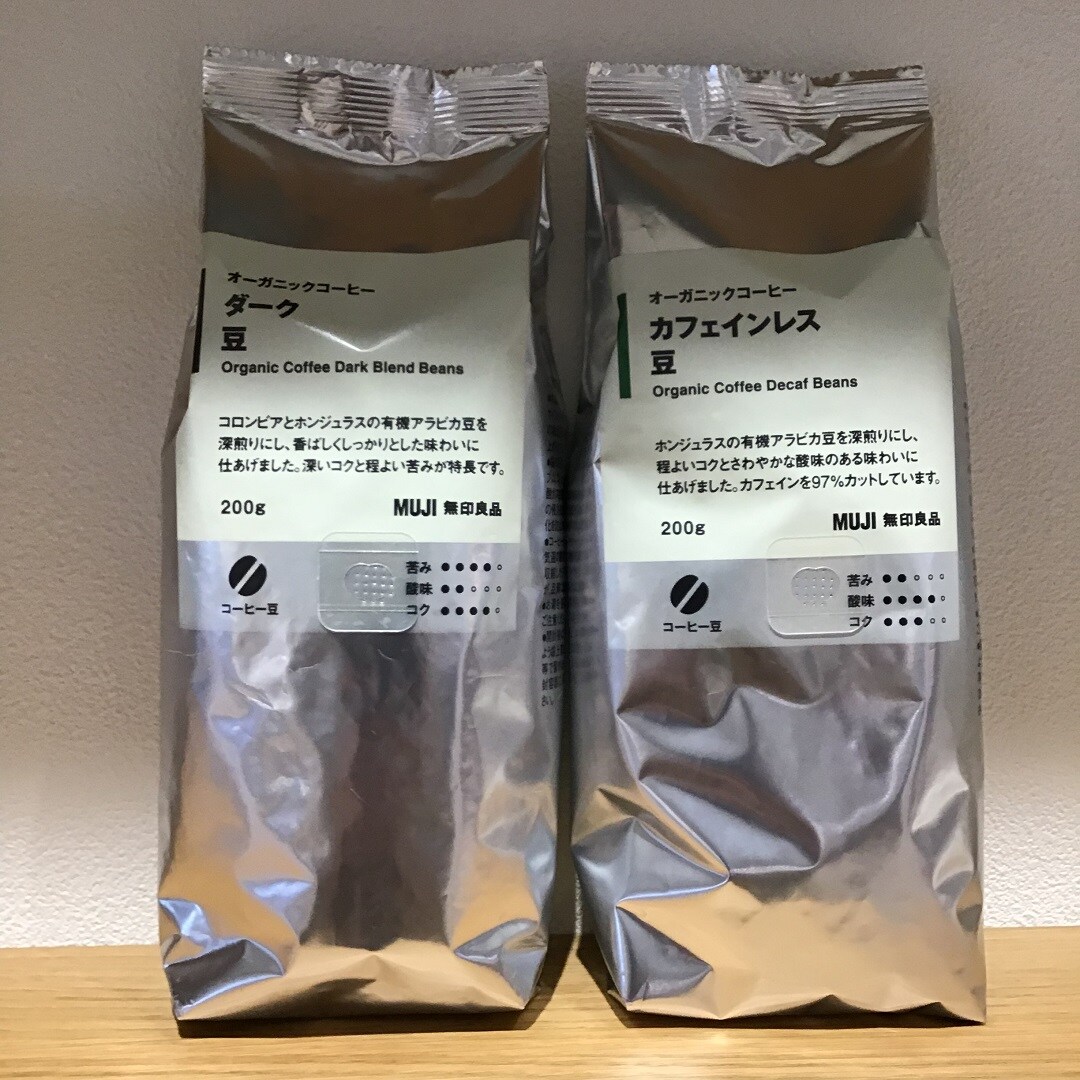 オーガニックコーヒー
ダーク
豆
Organic Coffee Dark Blend Beans
コロンビアとホンジュラスの有機アラビカ豆を
深煎りにし、香ばしくしっかりとした味わいに
仕あげました。深いコクと程よい苦みが特長です。
200g
MUJI 無印良品
コーヒー豆
苦み ●●●●○
酸味 ●●○○○
コク ●●●●○
オーガニックコーヒー
カフェインレス
豆
Organic Coffee Decaf Beans
ホンジュラスの有機アラビカ豆を深煎りにし、
程よいコクとさわやかな酸味のある味わいに
仕あげました。カフェインを97%カットしています。
200g
MUJI 無印良品
コーヒー豆
苦み ●●○○○
酸味 ●●●●○
コク ●●●○○